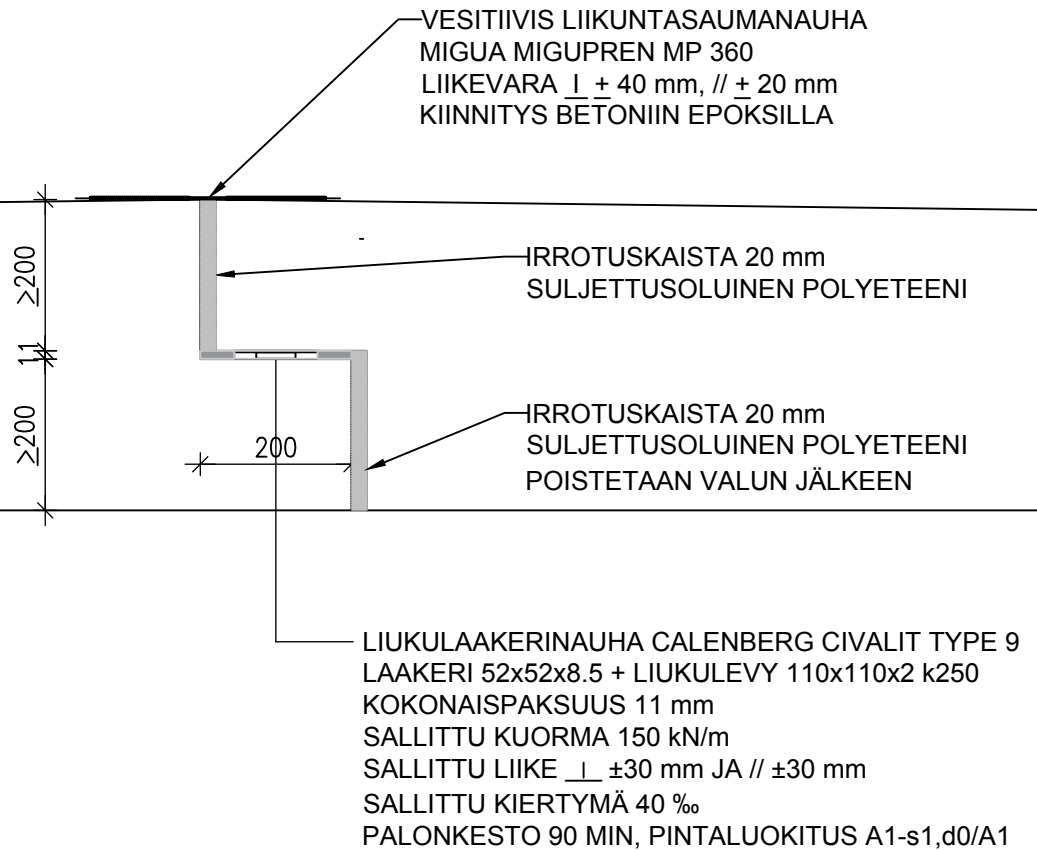 VESITIIVIS LIIKUNTASAUMANAUHA
MIGUA MIGUPREN MP 360
LIIKEVARA ⊥ ± 40 mm, // ± 20 mm
KIINNITYS BETONIIN EPOKSILLA
IRROTUSKAISTA 20 mm
SULJETTUSOLUINEN POLYETEENI
≥200
11
≥200
200
IRROTUSKAISTA 20 mm
SULJETTUSOLUINEN POLYETEENI
POISTETAAN VALUN JÄLKEEN
LIUKULAAKERINAUHA CALENBERG CIVALIT TYPE 9
LAAKERI 52x52x8.5 + LIUKULEVY 110x110x2 k250
KOKONAISPAKSUUS 11 mm
SALLITTU KUORMA 150 kN/m
SALLITTU LIIKE ⊥ ±30 mm JA // ±30 mm
SALLITTU KIERTYMÄ 40 ‰
PALONKESTO 90 MIN, PINTALUOKITUS A1-s1,d0/A1